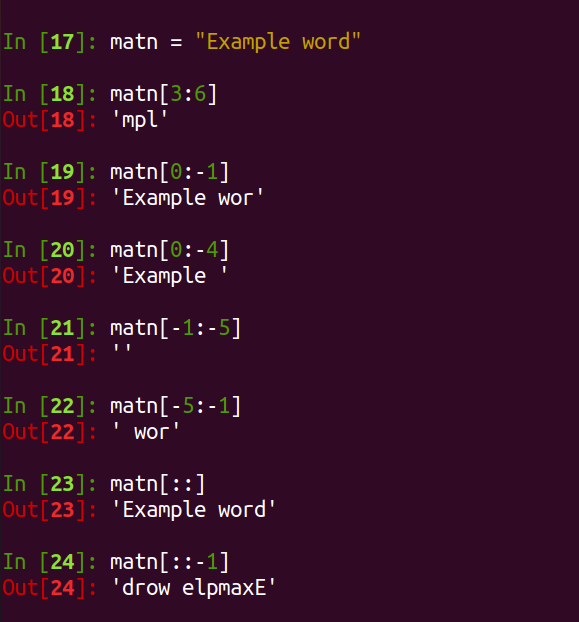 In [17]: matn = "Example word"
In [18]: matn[3:6]
Out[18]: 'mpl'
In [19]: matn[0:-1]
Out[19]: 'Example wor'
In [20]: matn[0:-4]
Out[20]: 'Example '
In [21]: matn[-1:-5]
Out[21]: ''
In [22]: matn[-5:-1]
Out[22]: ' wor'
In [23]: matn[::]
Out[23]: 'Example word'
In [24]: matn[::-1]
Out[24]: 'drow elpmaxE'